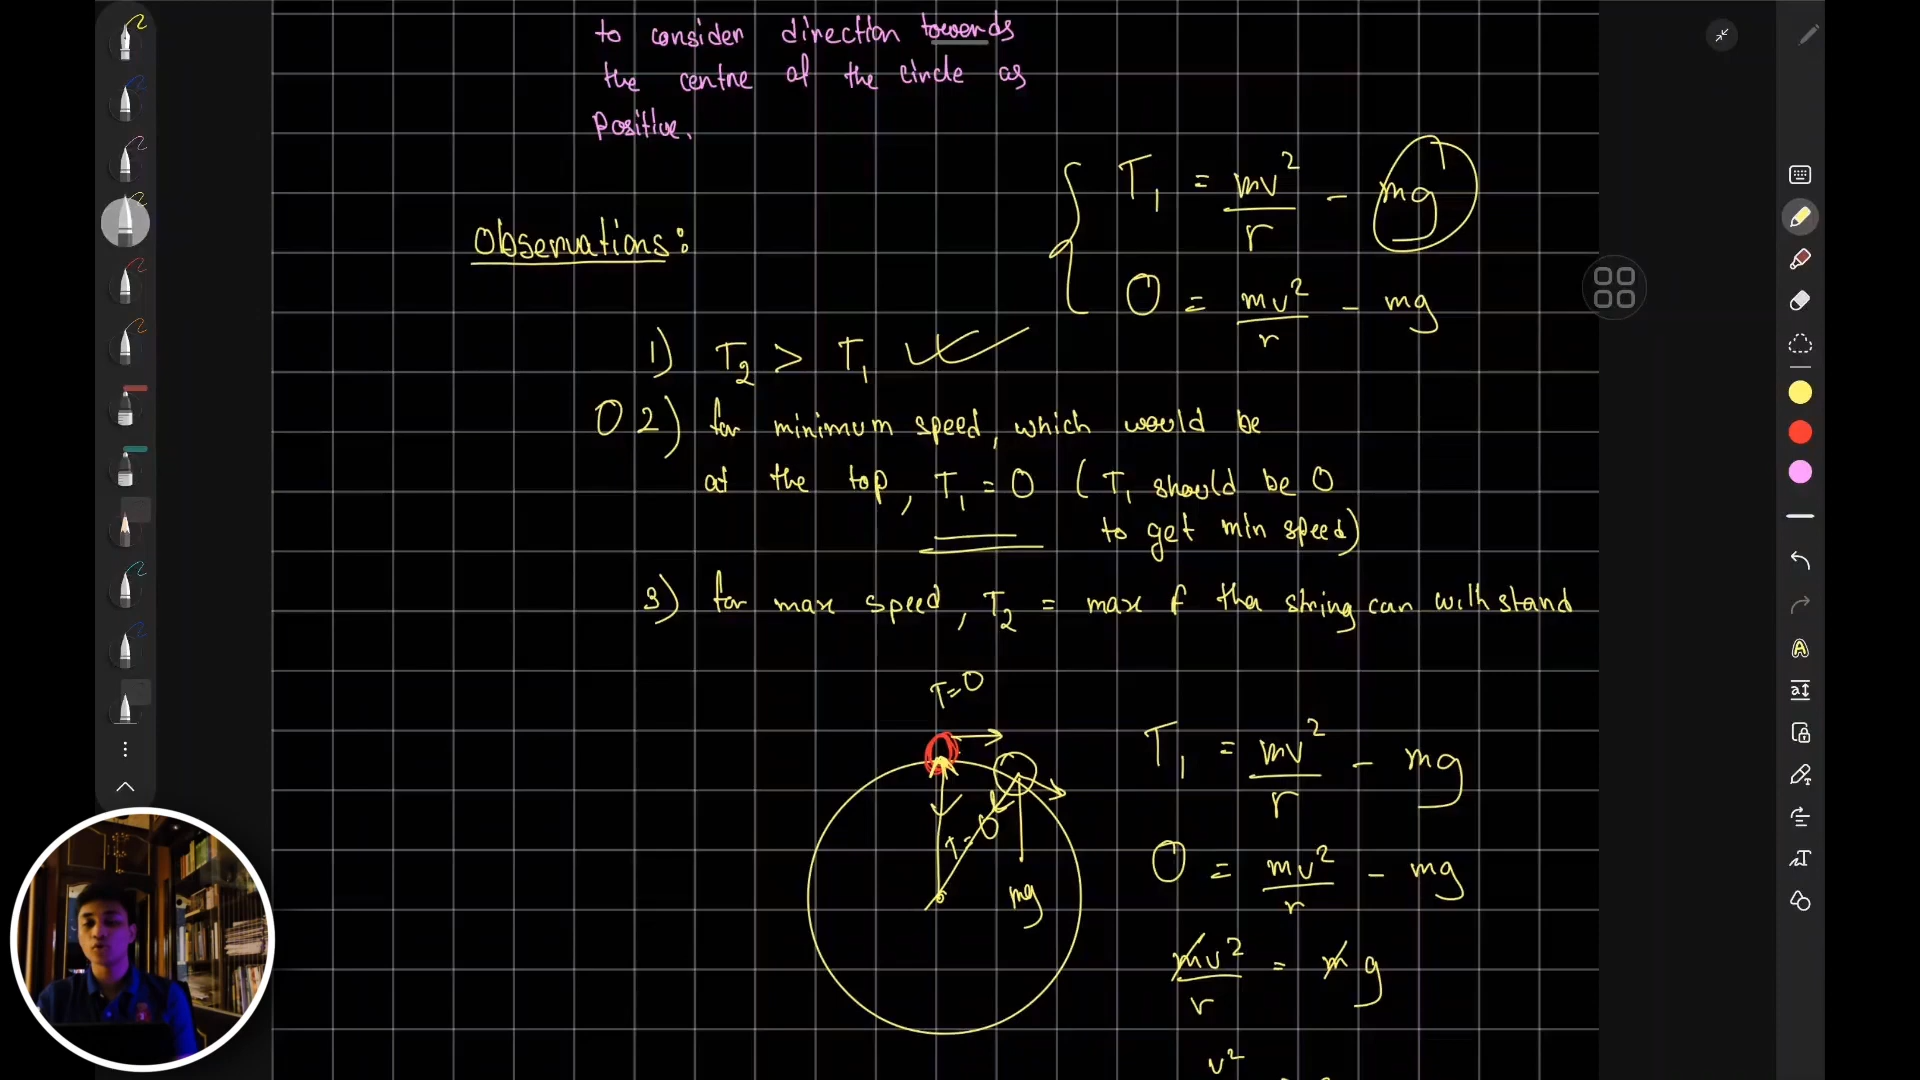 to consider direction towards
the centre of the circle as
positive.
T₁ = mv²/r - mg
Observations:
0 = mv²/r - mg
1) T₂ > T₁
0 2) for minimum speed, which would be
at the top, T₁ = 0 ( T₁ should be 0
to get min speed)
3) for max speed, T₂ = max f tha string can withstand
T=0
T₁ = mv²/r - mg
T=0
mg
0 = mv²/r - mg
mv²/r = mg
v²